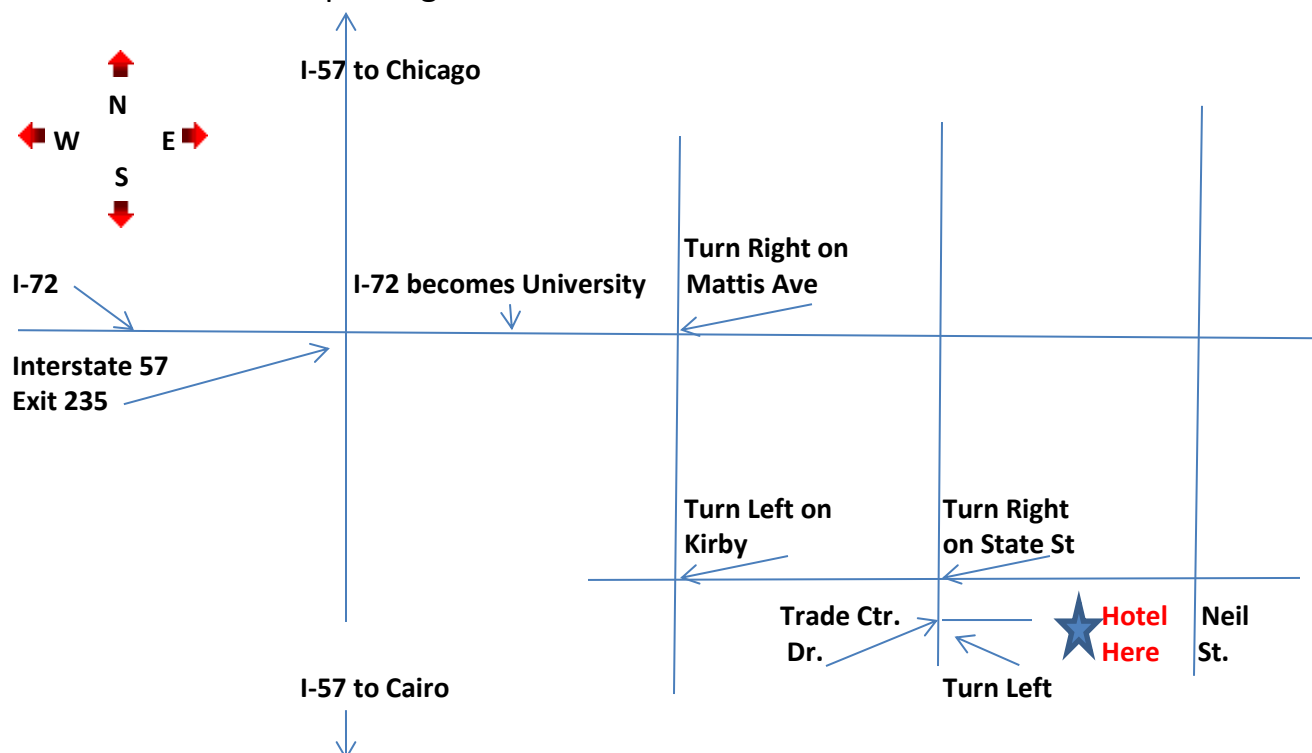 I-57 to Chicago
N
W E
S
Turn Right on
Mattis Ave
I-72
I-72 becomes University
Interstate 57
Exit 235
Turn Left on
Kirby
Turn Right
on State St
Trade Ctr.
Dr.
Hotel
Here
Neil
St.
I-57 to Cairo
Turn Left